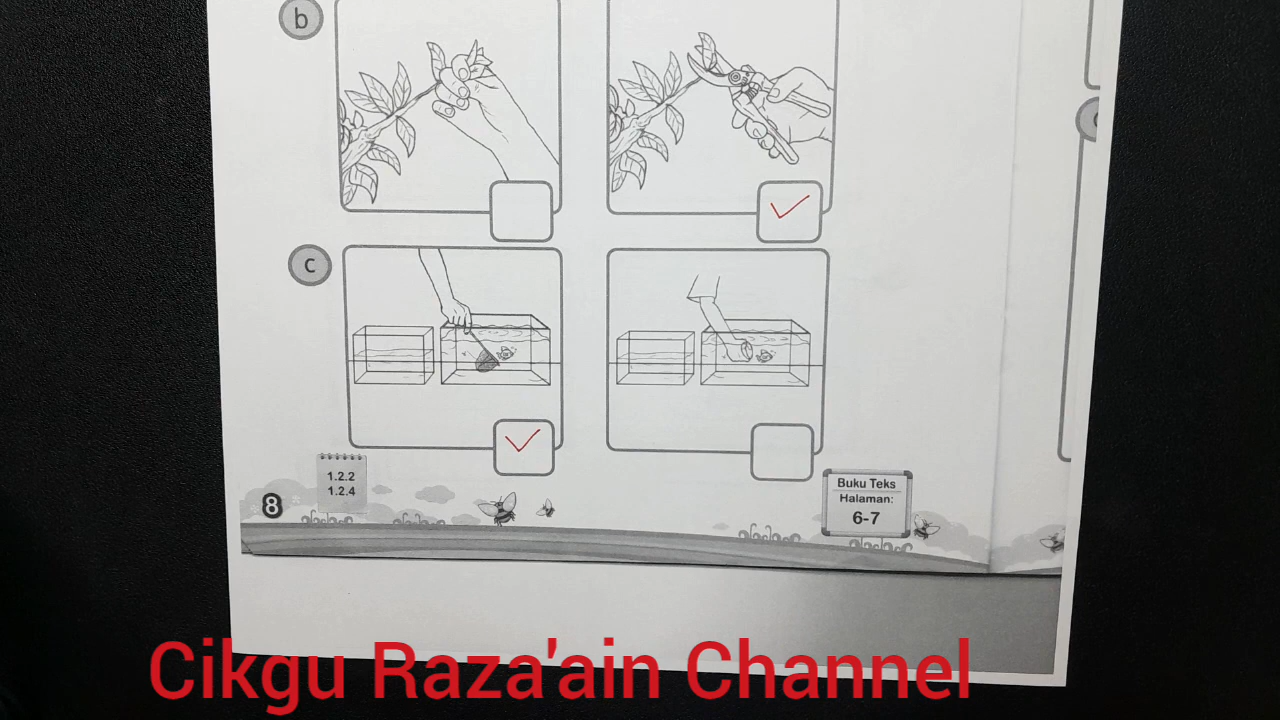 b
c
1.2.2
1.2.4
8
Buku Teks
Halaman:
6-7
Cikgu Raza'ain Channel